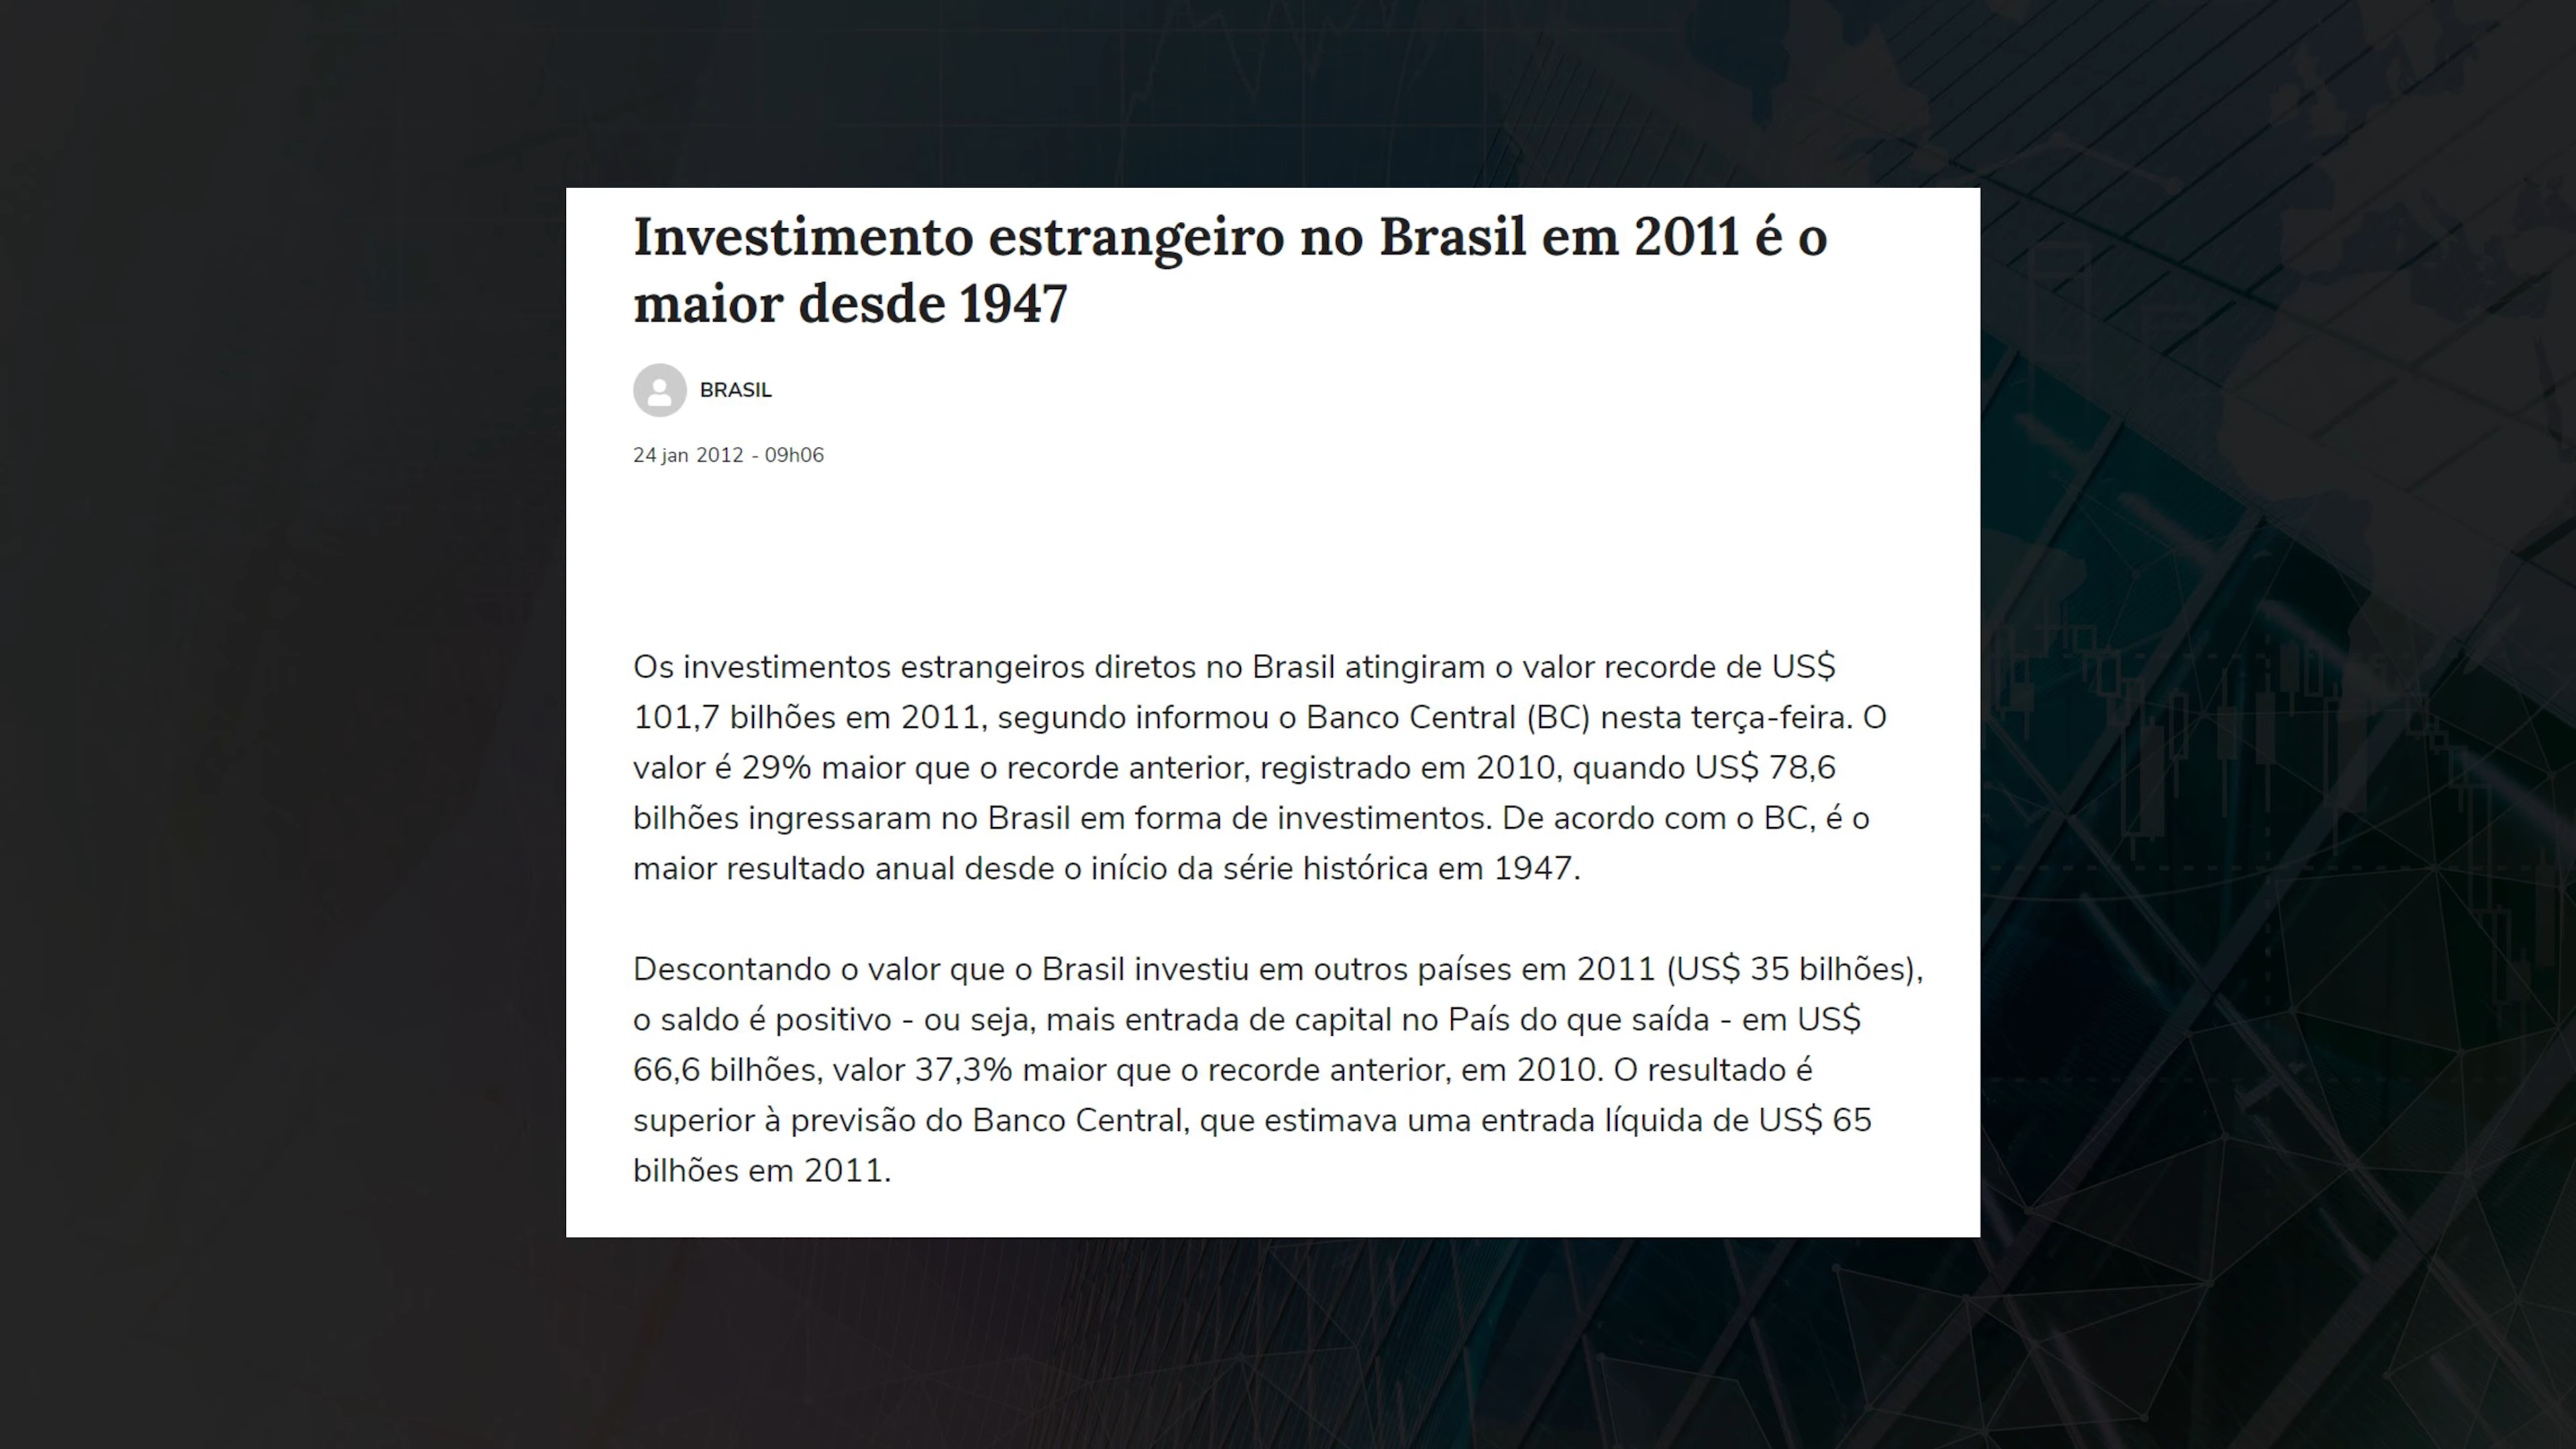 Investimento estrangeiro no Brasil em 2011 é o
maior desde 1947
BRASIL
24 jan 2012 - 09h06
Os investimentos estrangeiros diretos no Brasil atingiram o valor recorde de US$
101,7 bilhões em 2011, segundo informou o Banco Central (BC) nesta terça-feira. O
valor é 29% maior que o recorde anterior, registrado em 2010, quando US$ 78,6
bilhões ingressaram no Brasil em forma de investimentos. De acordo com o BC, é o
maior resultado anual desde o início da série histórica em 1947.
Descontando o valor que o Brasil investiu em outros países em 2011 (US$ 35 bilhões),
o saldo é positivo - ou seja, mais entrada de capital no País do que saída - em US$
66,6 bilhões, valor 37,3% maior que o recorde anterior, em 2010. O resultado é
superior à previsão do Banco Central, que estimava uma entrada líquida de US$ 65
bilhões em 2011.